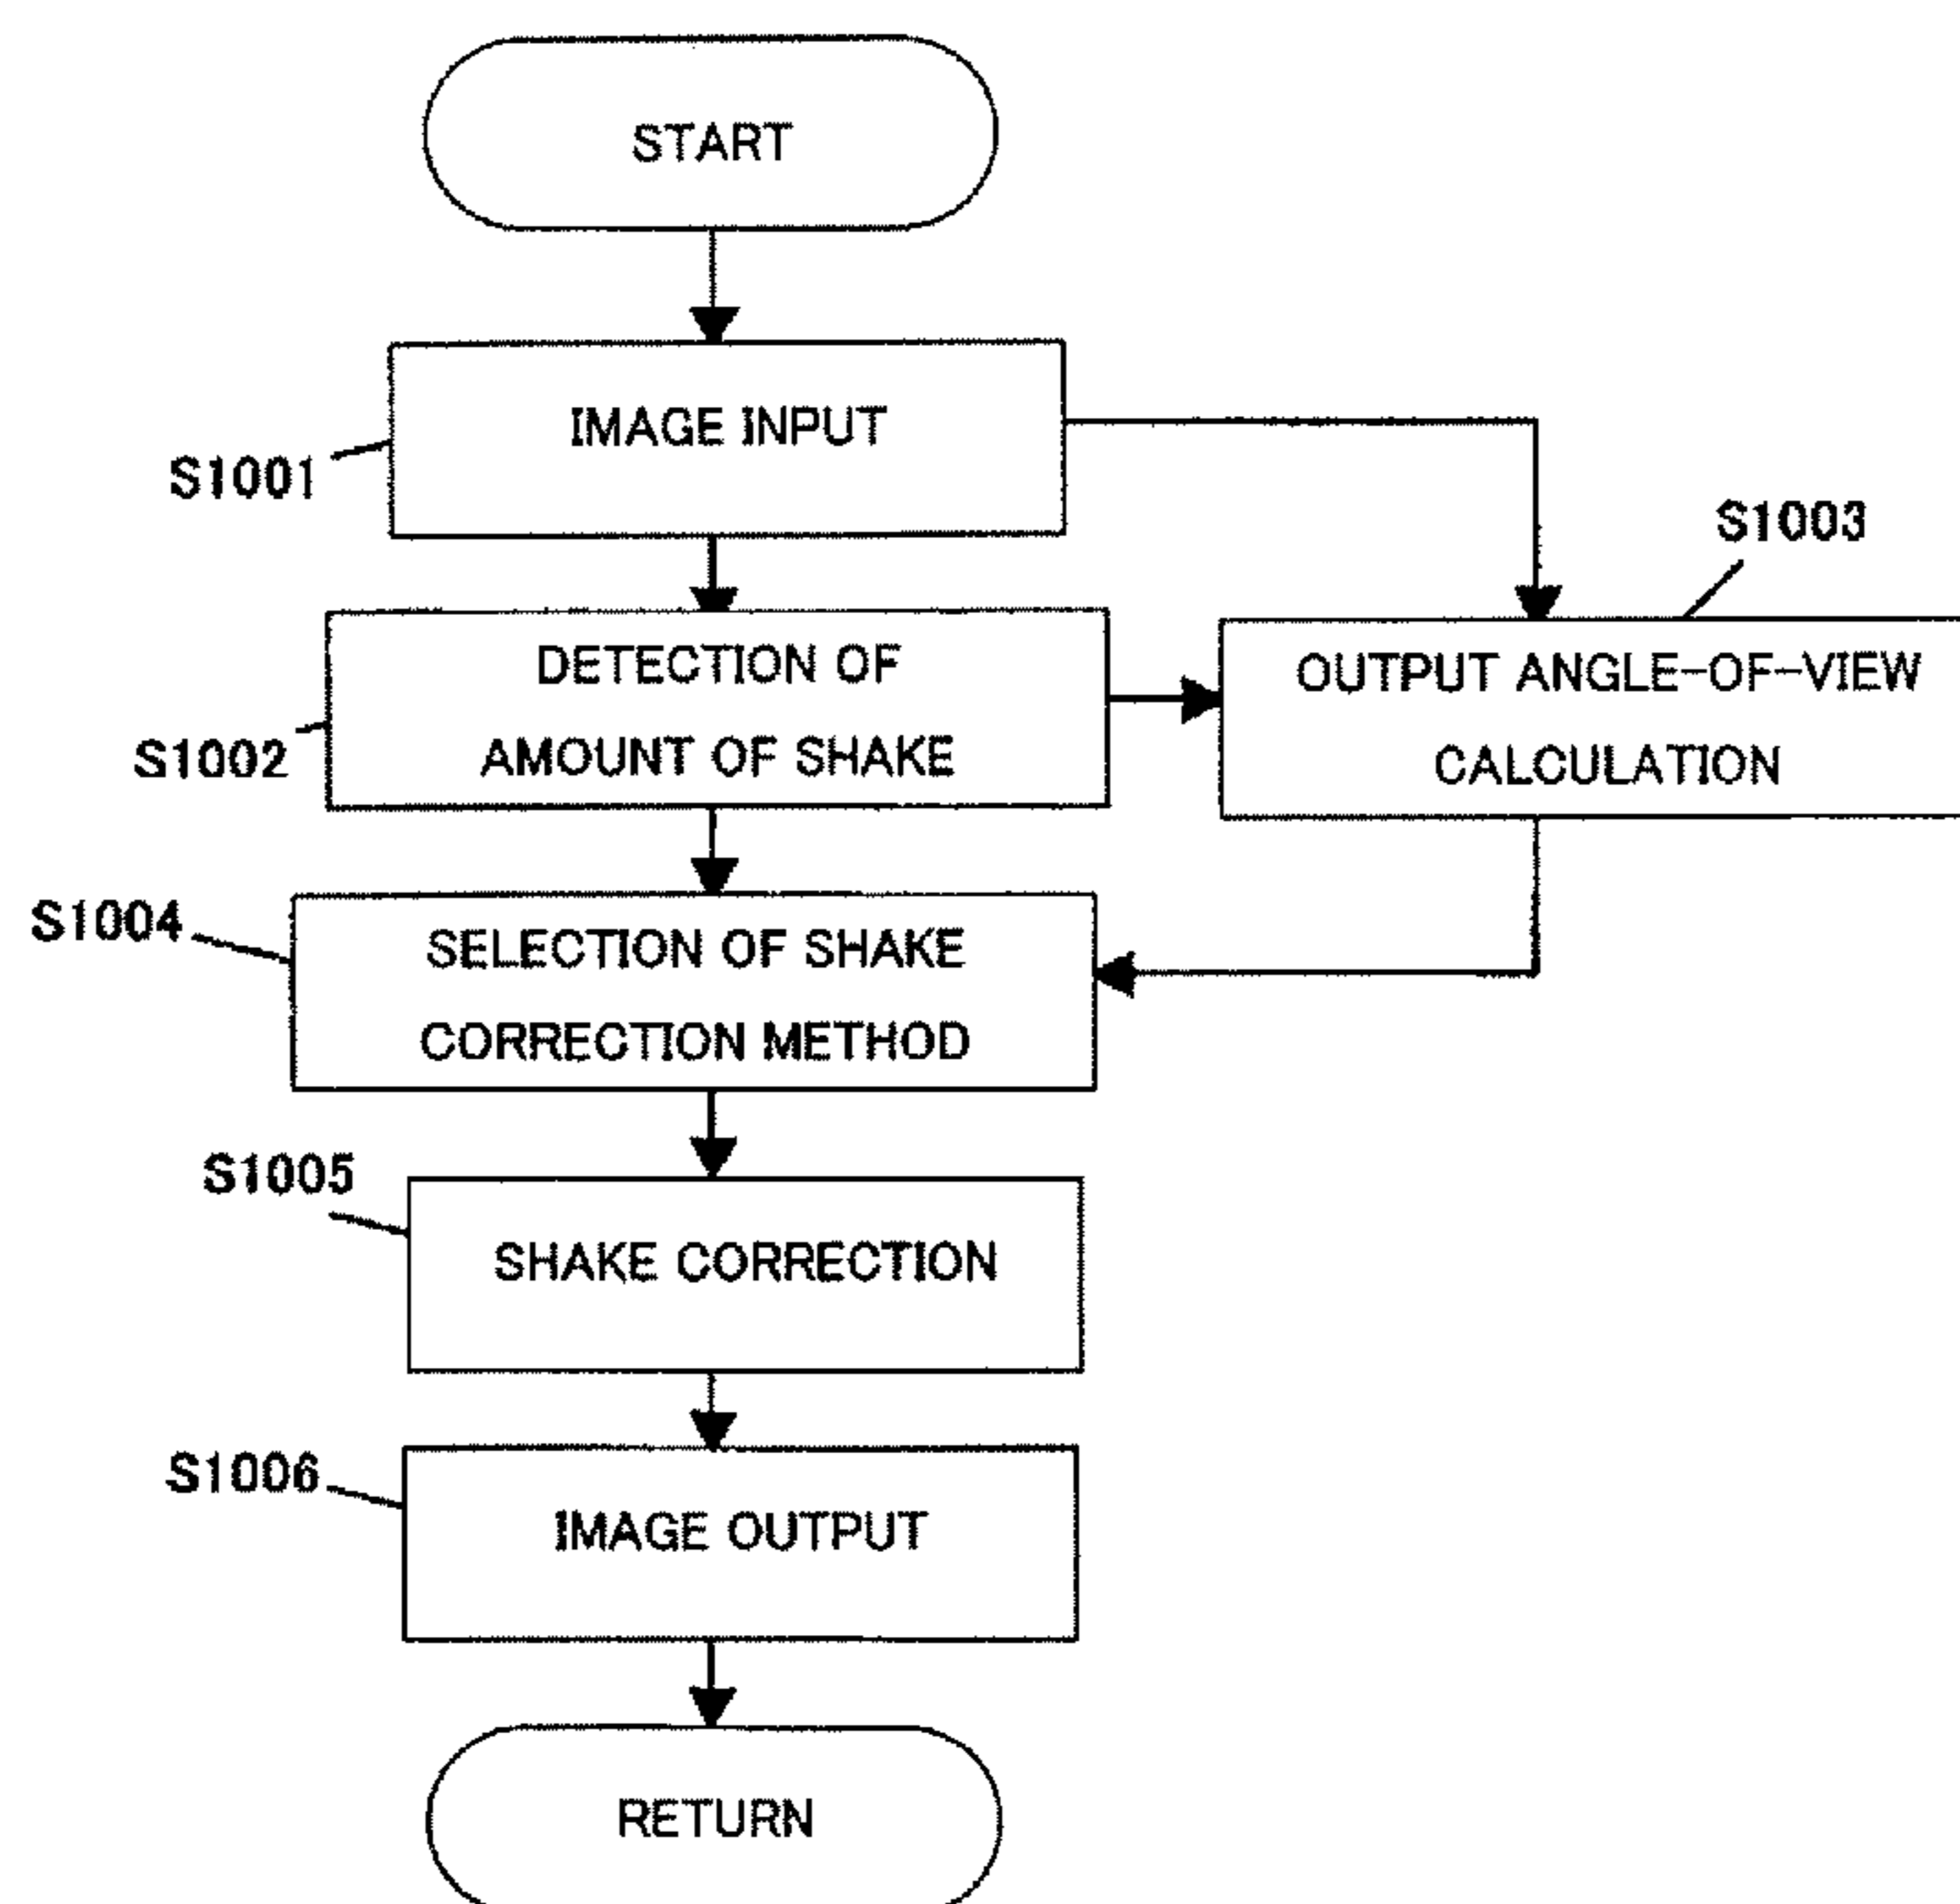 START
IMAGE INPUT
S1001
S1003
DETECTION OF
AMOUNT OF SHAKE
S1002
OUTPUT ANGLE-OF-VIEW
CALCULATION
S1004
SELECTION OF SHAKE
CORRECTION METHOD
S1005
SHAKE CORRECTION
S1006
IMAGE OUTPUT
RETURN